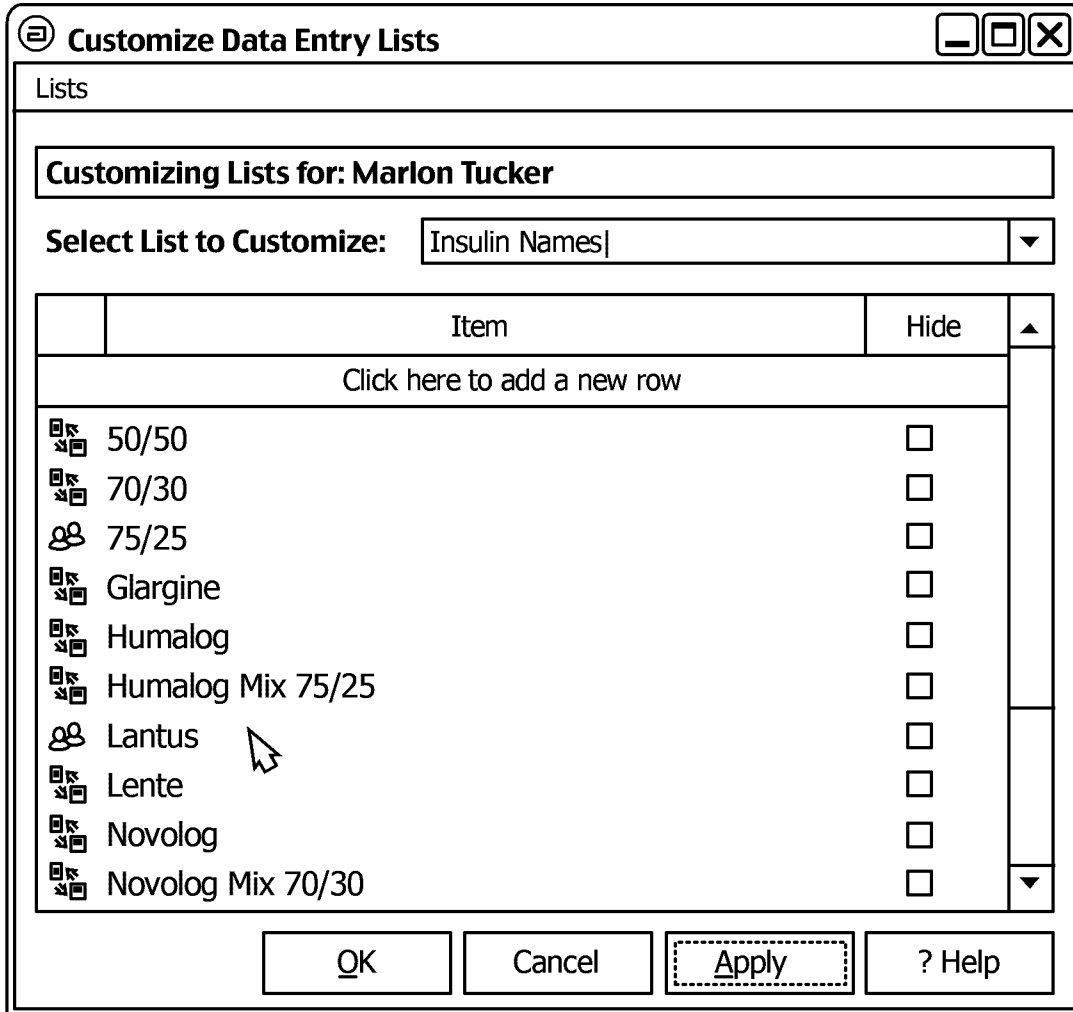 Customize Data Entry Lists
Lists
Customizing Lists for: Marlon Tucker
Select List to Customize: Insulin Names
Item Hide
Click here to add a new row
50/50
70/30
75/25
Glargine
Humalog
Humalog Mix 75/25
Lantus
Lente
Novolog
Novolog Mix 70/30
OK Cancel Apply ? Help